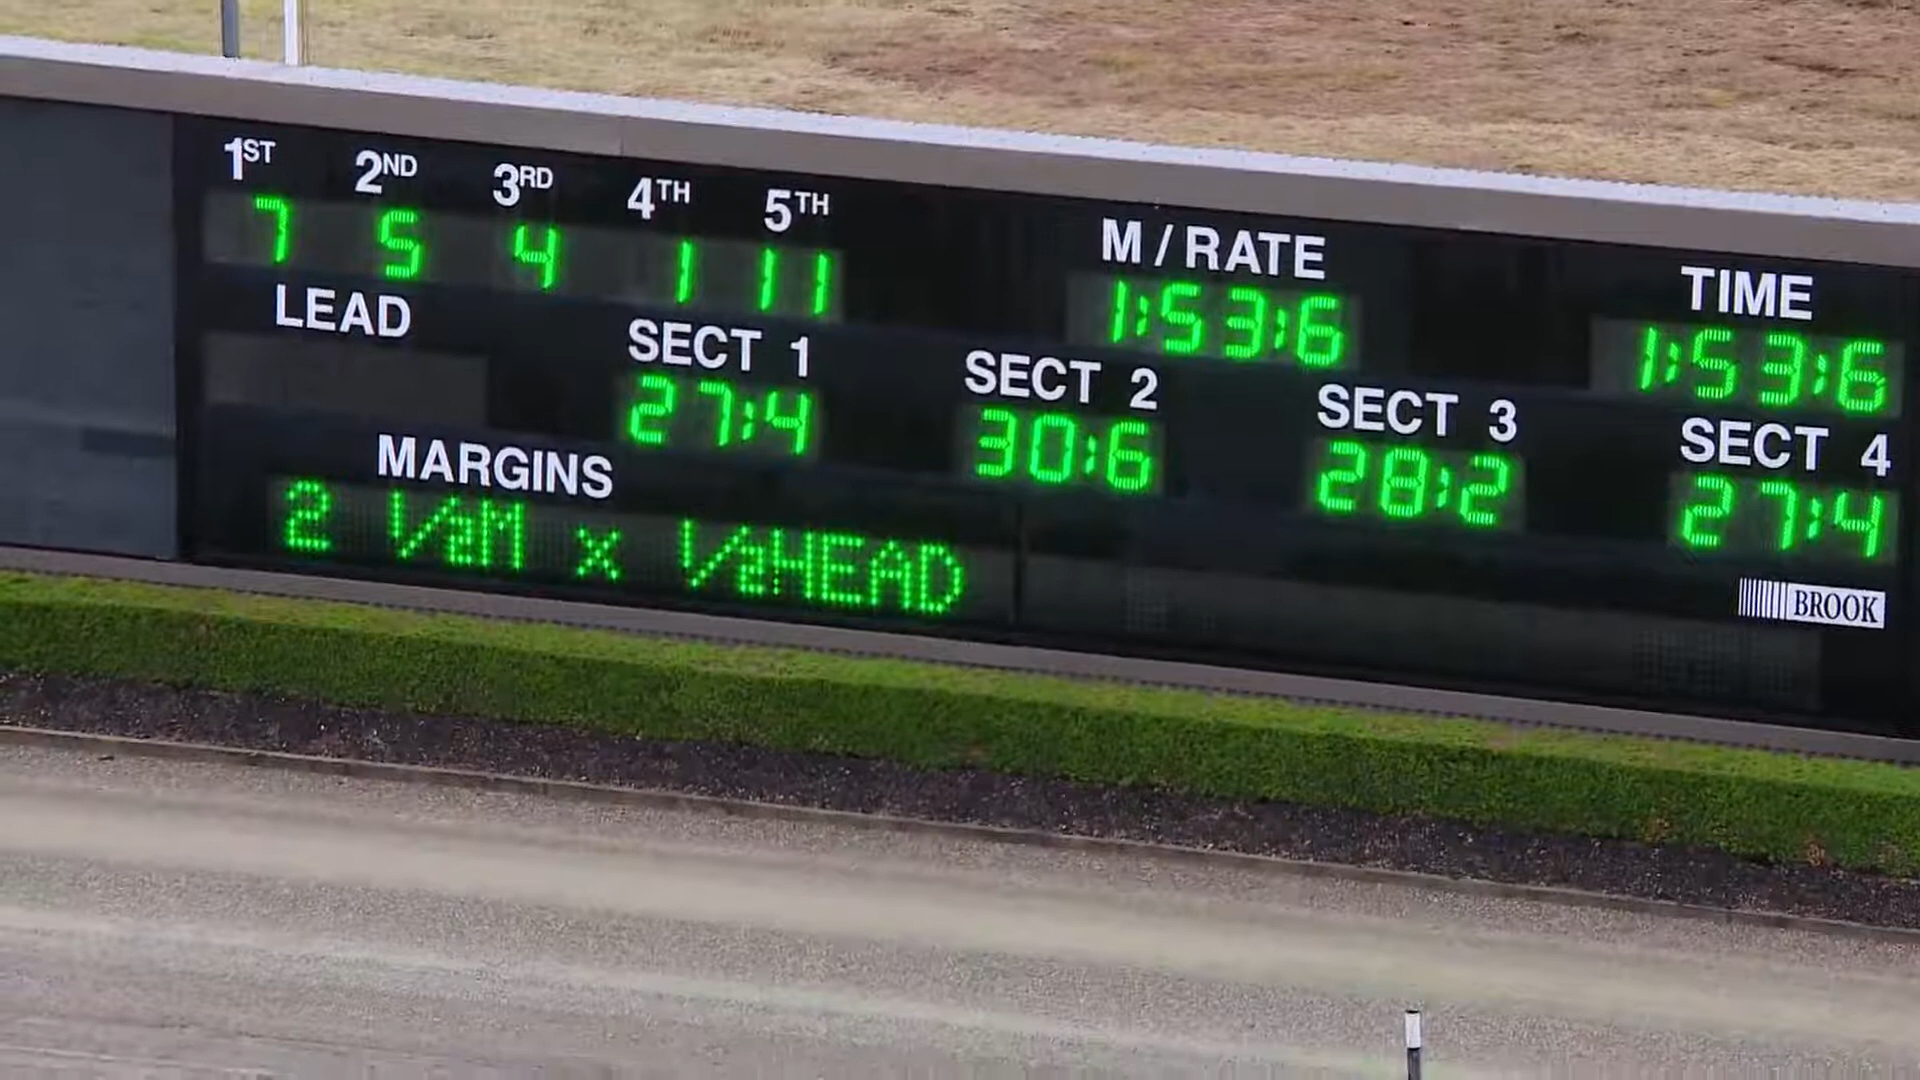 1ST 2ND 3RD 4TH 5TH M/RATE TIME
7 5 4 1 11 1:53:6 1:53:6
LEAD SECT 1 SECT 2 SECT 3 SECT 4
27:4 30:6 28:2 27:4
MARGINS
2 1/2M x 1/2HEAD
BROOK